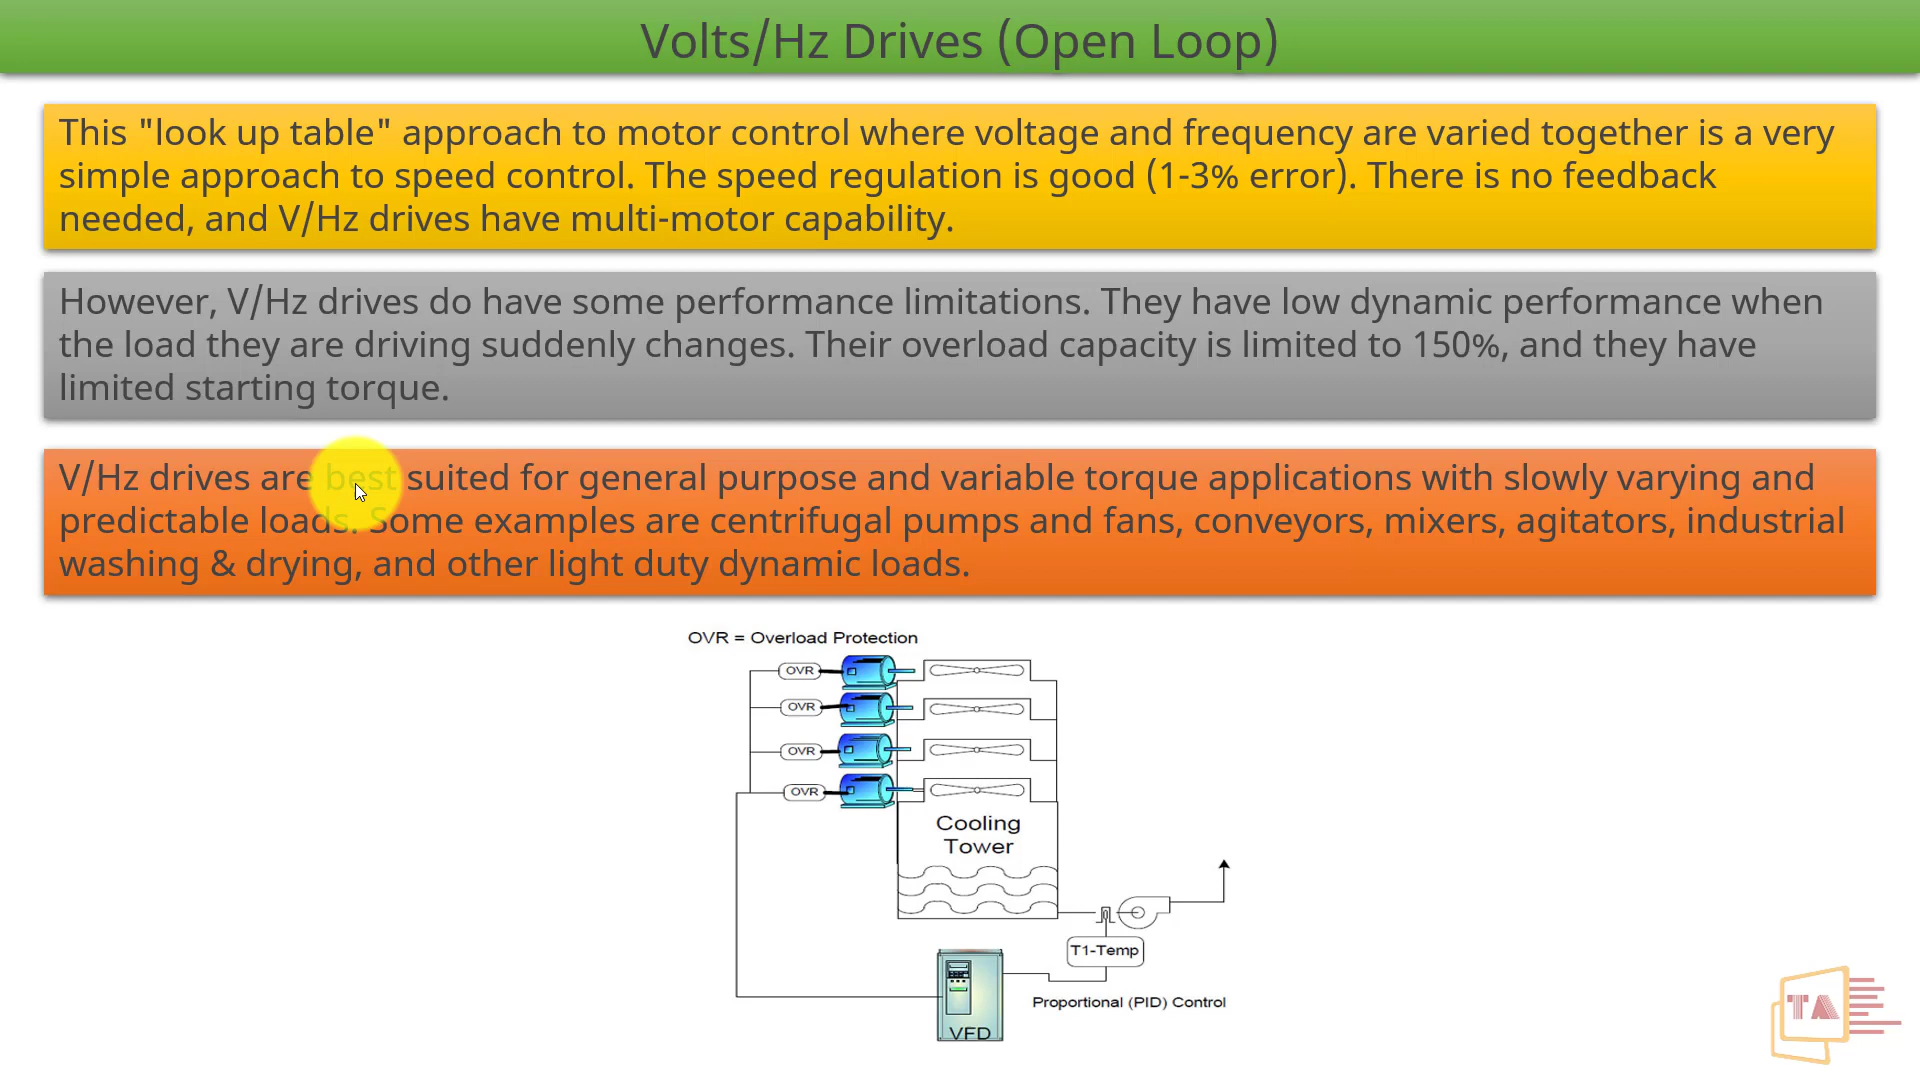 Volts/Hz Drives (Open Loop)
This "look up table" approach to motor control where voltage and frequency are varied together is a very
simple approach to speed control. The speed regulation is good (1-3% error). There is no feedback
needed, and V/Hz drives have multi-motor capability.
However, V/Hz drives do have some performance limitations. They have low dynamic performance when
the load they are driving suddenly changes. Their overload capacity is limited to 150%, and they have
limited starting torque.
V/Hz drives are best suited for general purpose and variable torque applications with slowly varying and
predictable loads. Some examples are centrifugal pumps and fans, conveyors, mixers, agitators, industrial
washing & drying, and other light duty dynamic loads.
OVR = Overload Protection
OVR
OVR
OVR
OVR
Cooling
Tower
T1-Temp
Proportional (PID) Control
VFD
TA